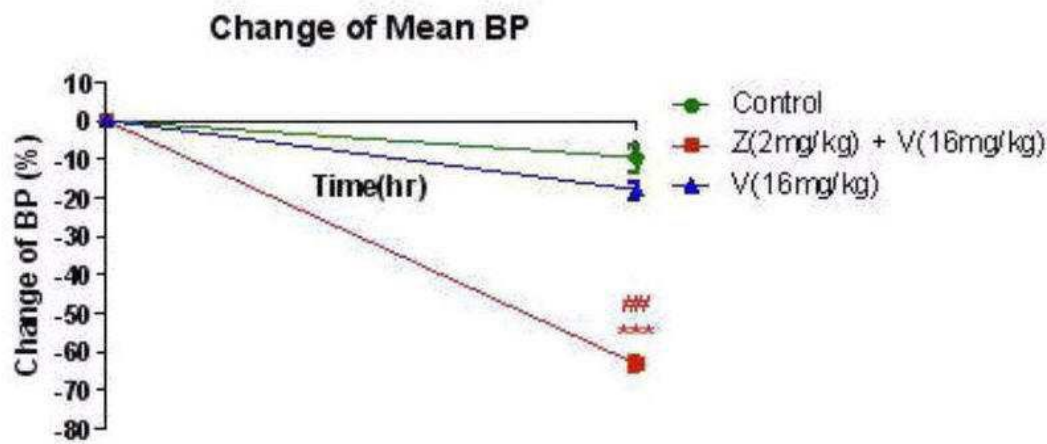 Change of Mean BP
Change of BP (%)
10
0
-10
-20
-30
-40
-50
-60
-70
-80
Time(hr)
##
***
Control
Z(2mg/kg) + V(16mg/kg)
V(16mg/kg)